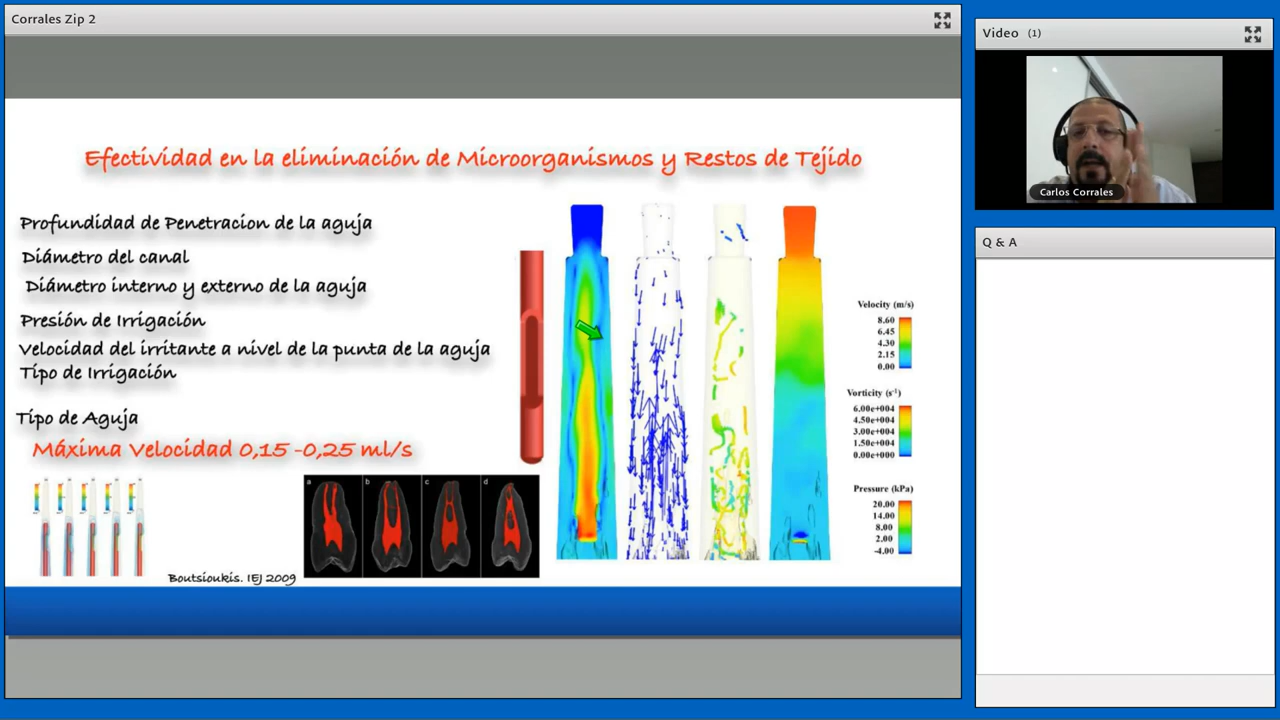 Corrales Zip 2
Efectividad en la eliminación de Microorganismos y Restos de Tejido
Profundidad de Penetracion de la aguja
Diámetro del canal
Diámetro interno y externo de la aguja
Presión de Irrigación
Velocidad del irritante a nivel de la punta de la aguja
Tipo de Irrigación
Tipo de Aguja
Máxima Velocidad 0,15 -0,25 ml/s
Boutsioukis. IEJ 2009
a
b
c
d
Velocity (m/s)
8.60
6.45
4.30
2.15
0.00
Vorticity (s⁻¹)
6.00e+004
4.50e+004
3.00e+004
1.50e+004
0.00e+000
Pressure (kPa)
20.00
14.00
8.00
2.00
-4.00
Video (1)
Carlos Corrales
Q & A